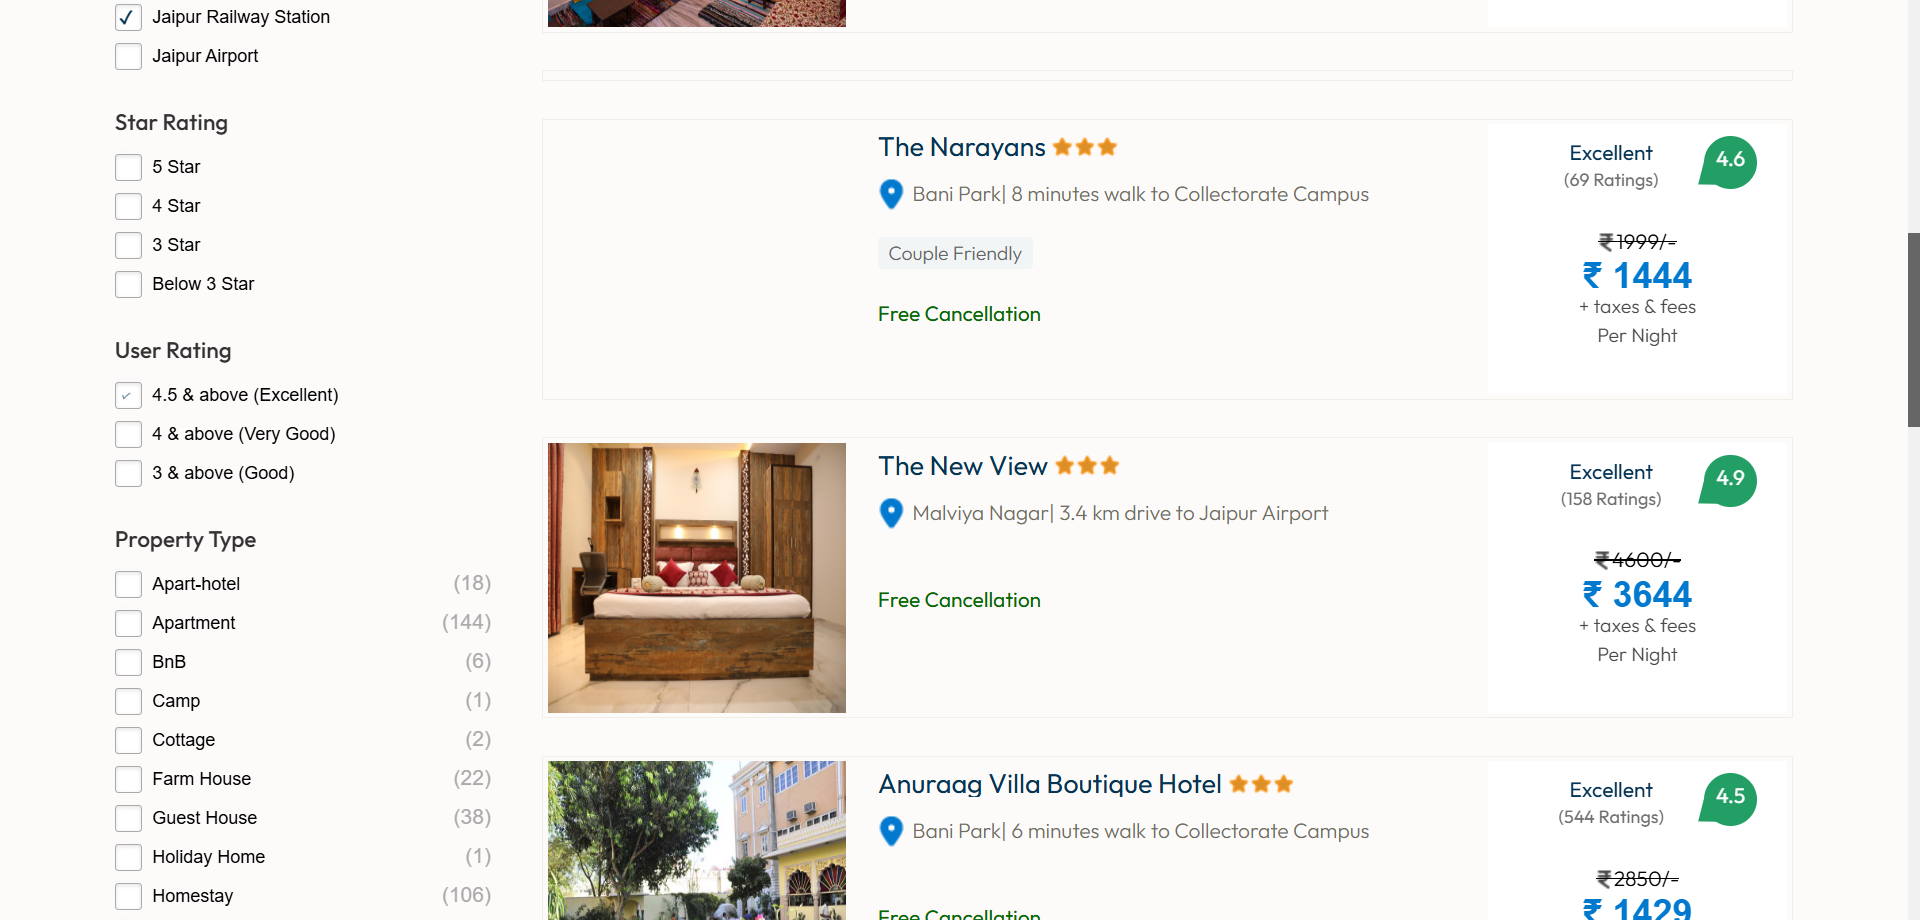 Jaipur Railway Station
Jaipur Airport
Star Rating
5 Star
4 Star
3 Star
Below 3 Star
User Rating
4.5 & above (Excellent)
4 & above (Very Good)
3 & above (Good)
Property Type
Apart-hotel (18)
Apartment (144)
BnB (6)
Camp (1)
Cottage (2)
Farm House (22)
Guest House (38)
Holiday Home (1)
Homestay (106)
The Narayans
Bani Park| 8 minutes walk to Collectorate Campus
Couple Friendly
Free Cancellation
Excellent
(69 Ratings)
4.6
₹ 1999/-
₹ 1444
+ taxes & fees
Per Night
The New View
Malviya Nagar| 3.4 km drive to Jaipur Airport
Free Cancellation
Excellent
(158 Ratings)
4.9
₹ 4600/-
₹ 3644
+ taxes & fees
Per Night
Anuraag Villa Boutique Hotel
Bani Park| 6 minutes walk to Collectorate Campus
Free Cancellation
Excellent
(544 Ratings)
4.5
₹ 2850/-
₹ 1429